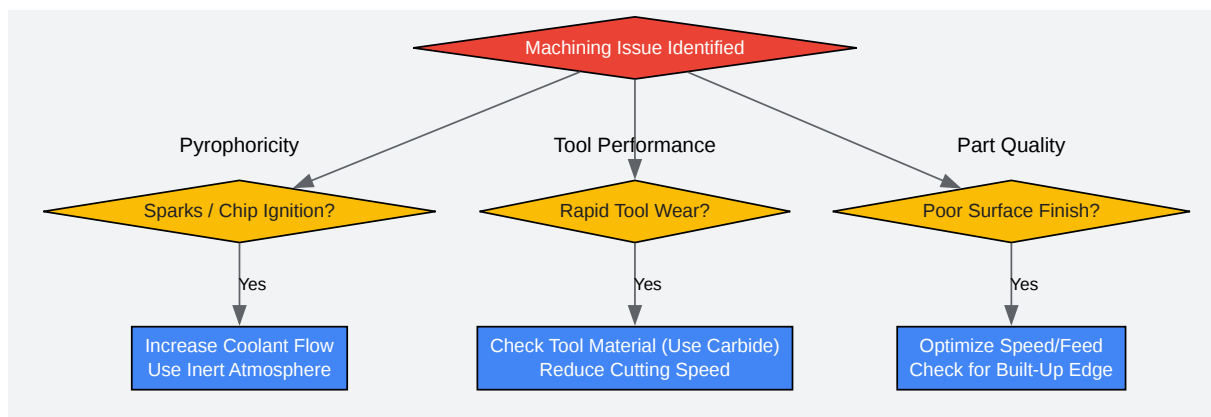 Machining Issue Identified
Pyrophoricity
Tool Performance
Part Quality
Sparks / Chip Ignition?
Rapid Tool Wear?
Poor Surface Finish?
Yes
Yes
Yes
Increase Coolant Flow
Use Inert Atmosphere
Check Tool Material (Use Carbide)
Reduce Cutting Speed
Optimize Speed/Feed
Check for Built-Up Edge